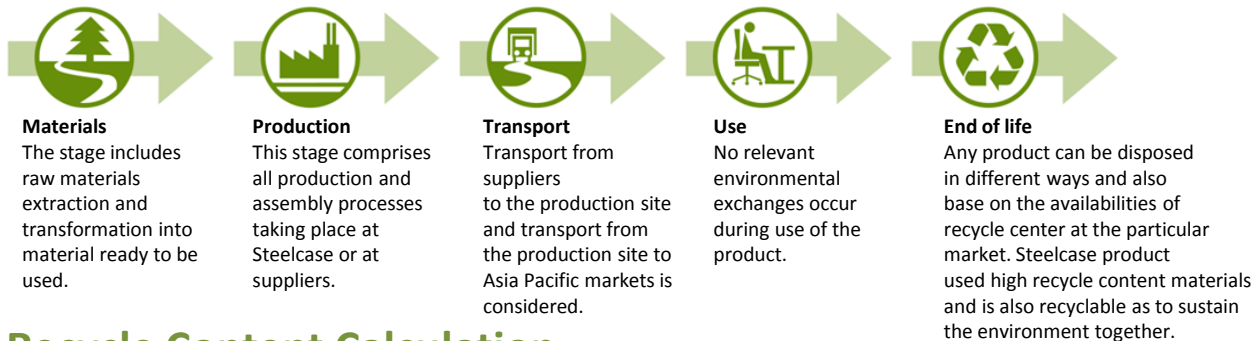 Materials
The stage includes
raw materials
extraction and
transformation into
material ready to be
used.
Production
This stage comprises
all production and
assembly processes
taking place at
Steelcase or at
suppliers.
Transport
Transport from
suppliers
to the production site
and transport from
the production site to
Asia Pacific markets is
considered.
Use
No relevant
environmental
exchanges occur
during use of the
product.
End of life
Any product can be disposed
in different ways and also
base on the availabilities of
recycle center at the particular
market. Steelcase product
used high recycle content materials
and is also recyclable as to sustain
the environment together.
Recycle Content Calculation